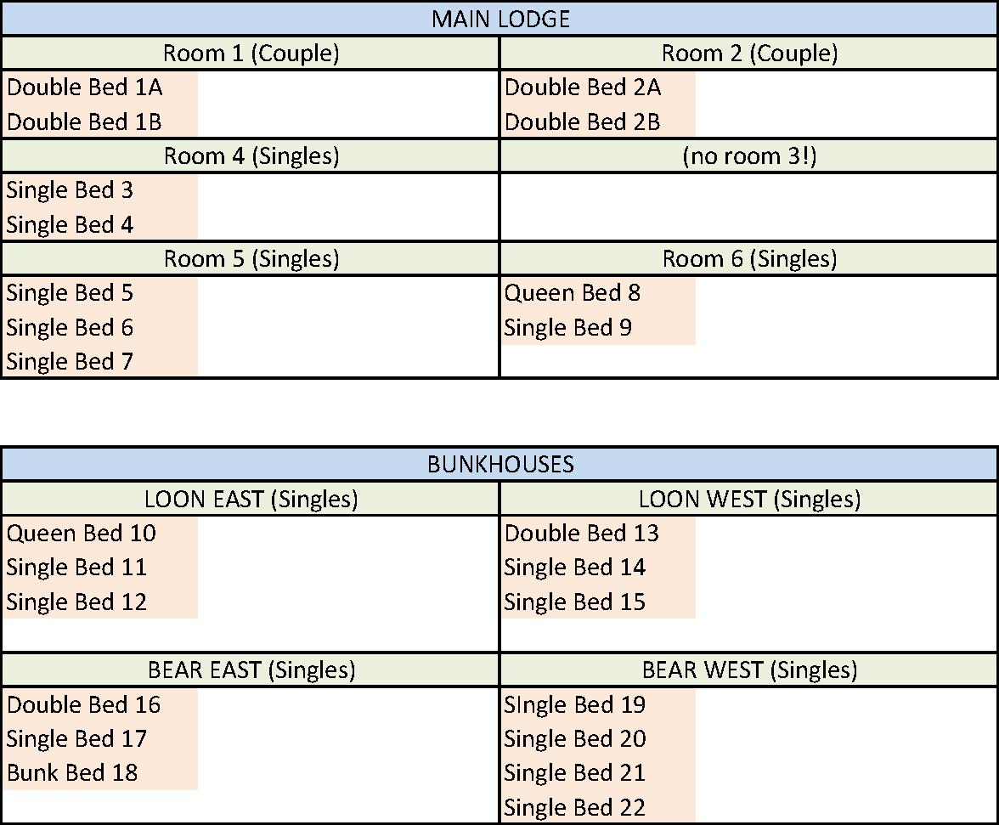 MAIN LODGE
Room 1 (Couple)
Room 2 (Couple)
Double Bed 1A
Double Bed 2A
Double Bed 1B
Double Bed 2B
Room 4 (Singles)
(no room 3!)
Single Bed 3
Single Bed 4
Room 5 (Singles)
Room 6 (Singles)
Single Bed 5
Queen Bed 8
Single Bed 6
Single Bed 9
Single Bed 7
BUNKHOUSES
LOON EAST (Singles)
LOON WEST (Singles)
Queen Bed 10
Double Bed 13
Single Bed 11
Single Bed 14
Single Bed 12
Single Bed 15
BEAR EAST (Singles)
BEAR WEST (Singles)
Double Bed 16
SIngle Bed 19
Single Bed 17
Single Bed 20
Bunk Bed 18
Single Bed 21
Single Bed 22